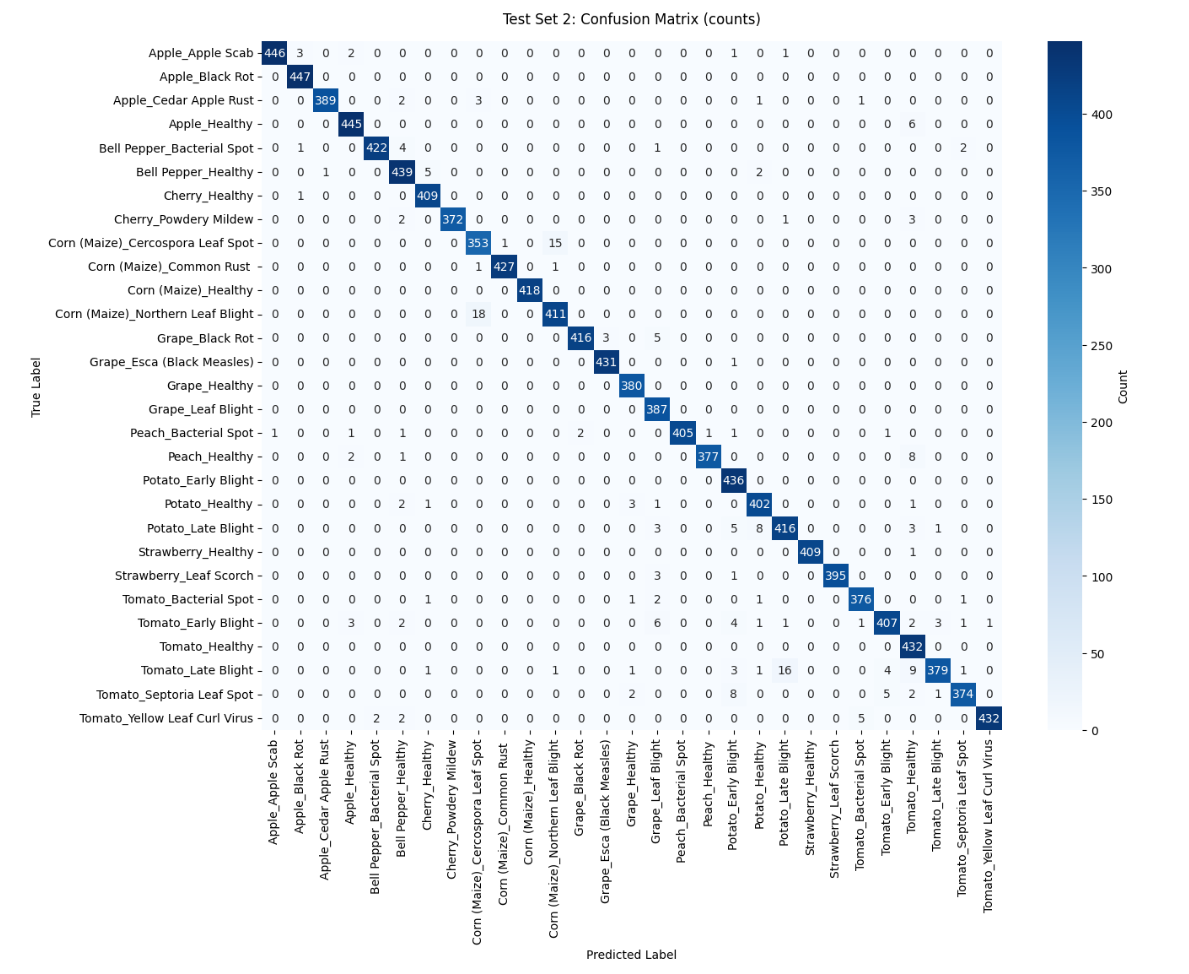 Test Set 2: Confusion Matrix (counts)
Apple_Apple Scab 446 3 0 2 0 0 0 0 0 0 0 0 0 0 0 0 0 0 1 0 1 0 0 0 0 0 0 0 0
Apple_Black Rot 0 447 0 0 0 0 0 0 0 0 0 0 0 0 0 0 0 0 0 0 0 0 0 0 0 0 0 0 0
Apple_Cedar Apple Rust 0 0 389 0 0 2 0 0 3 0 0 0 0 0 0 0 0 0 0 1 0 0 0 1 0 0 0 0 0
Apple_Healthy 0 0 0 445 0 0 0 0 0 0 0 0 0 0 0 0 0 0 0 0 0 0 0 0 0 6 0 0 0
Bell Pepper_Bacterial Spot 0 1 0 0 422 4 0 0 0 0 0 0 0 0 0 1 0 0 0 0 0 0 0 0 0 0 0 2 0
Bell Pepper_Healthy 0 0 1 0 0 439 5 0 0 0 0 0 0 0 0 0 0 0 0 2 0 0 0 0 0 0 0 0 0
Cherry_Healthy 0 1 0 0 0 0 409 0 0 0 0 0 0 0 0 0 0 0 0 0 0 0 0 0 0 0 0 0 0
Cherry_Powdery Mildew 0 0 0 0 0 2 0 372 0 0 0 0 0 0 0 0 0 0 0 0 1 0 0 0 0 3 0 0 0
Corn (Maize)_Cercospora Leaf Spot 0 0 0 0 0 0 0 0 353 1 0 15 0 0 0 0 0 0 0 0 0 0 0 0 0 0 0 0 0
Corn (Maize)_Common Rust 0 0 0 0 0 0 0 0 1 427 0 1 0 0 0 0 0 0 0 0 0 0 0 0 0 0 0 0 0
Corn (Maize)_Healthy 0 0 0 0 0 0 0 0 0 0 418 0 0 0 0 0 0 0 0 0 0 0 0 0 0 0 0 0 0
Corn (Maize)_Northern Leaf Blight 0 0 0 0 0 0 0 0 18 0 0 411 0 0 0 0 0 0 0 0 0 0 0 0 0 0 0 0 0
Grape_Black Rot 0 0 0 0 0 0 0 0 0 0 0 0 416 3 0 5 0 0 0 0 0 0 0 0 0 0 0 0 0
Grape_Esca (Black Measles) 0 0 0 0 0 0 0 0 0 0 0 0 0 431 0 0 0 0 1 0 0 0 0 0 0 0 0 0 0
Grape_Healthy 0 0 0 0 0 0 0 0 0 0 0 0 0 0 380 0 0 0 0 0 0 0 0 0 0 0 0 0 0
Grape_Leaf Blight 0 0 0 0 0 0 0 0 0 0 0 0 0 0 0 387 0 0 0 0 0 0 0 0 0 0 0 0 0
Peach_Bacterial Spot 1 0 0 1 0 1 0 0 0 0 0 0 2 0 0 0 405 1 1 0 0 0 0 0 1 0 0 0 0
Peach_Healthy 0 0 0 2 0 1 0 0 0 0 0 0 0 0 0 0 0 377 0 0 0 0 0 0 0 8 0 0 0
Potato_Early Blight 0 0 0 0 0 0 0 0 0 0 0 0 0 0 0 0 0 0 436 0 0 0 0 0 0 0 0 0 0
Potato_Healthy 0 0 0 0 0 2 1 0 0 0 0 0 0 0 3 1 0 0 0 402 0 0 0 0 0 1 0 0 0
Potato_Late Blight 0 0 0 0 0 0 0 0 0 0 0 0 0 0 0 3 0 0 5 8 416 0 0 0 0 3 1 0 0
Strawberry_Healthy 0 0 0 0 0 0 0 0 0 0 0 0 0 0 0 0 0 0 0 0 0 409 0 0 0 1 0 0 0
Strawberry_Leaf Scorch 0 0 0 0 0 0 0 0 0 0 0 0 0 0 0 3 0 0 1 0 0 0 395 0 0 0 0 0 0
Tomato_Bacterial Spot 0 0 0 0 0 0 1 0 0 0 0 0 0 0 1 2 0 0 0 1 0 0 0 376 0 0 0 1 0
Tomato_Early Blight 0 0 0 3 0 2 0 0 0 0 0 0 0 0 0 6 0 0 4 1 1 0 0 1 407 2 3 1 1
Tomato_Healthy 0 0 0 0 0 0 0 0 0 0 0 0 0 0 0 0 0 0 0 0 0 0 0 0 0 432 0 0 0
Tomato_Late Blight 0 0 0 0 0 0 1 0 0 0 0 1 0 0 1 0 0 0 3 1 16 0 0 0 4 9 379 1 0
Tomato_Septoria Leaf Spot 0 0 0 0 0 0 0 0 0 0 0 0 0 0 2 0 0 0 8 0 0 0 0 0 5 2 1 374 0
Tomato_Yellow Leaf Curl Virus 0 0 0 0 2 2 0 0 0 0 0 0 0 0 0 0 0 0 0 0 0 0 0 5 0 0 0 0 432
True Label
Apple_Apple Scab
Apple_Black Rot
Apple_Cedar Apple Rust
Apple_Healthy
Bell Pepper_Bacterial Spot
Bell Pepper_Healthy
Cherry_Healthy
Cherry_Powdery Mildew
Corn (Maize)_Cercospora Leaf Spot
Corn (Maize)_Common Rust
Corn (Maize)_Healthy
Corn (Maize)_Northern Leaf Blight
Grape_Black Rot
Grape_Esca (Black Measles)
Grape_Healthy
Grape_Leaf Blight
Peach_Bacterial Spot
Peach_Healthy
Potato_Early Blight
Potato_Healthy
Potato_Late Blight
Strawberry_Healthy
Strawberry_Leaf Scorch
Tomato_Bacterial Spot
Tomato_Early Blight
Tomato_Healthy
Tomato_Late Blight
Tomato_Septoria Leaf Spot
Tomato_Yellow Leaf Curl Virus
Predicted Label
400
350
300
250
200
150
100
50
0
Count